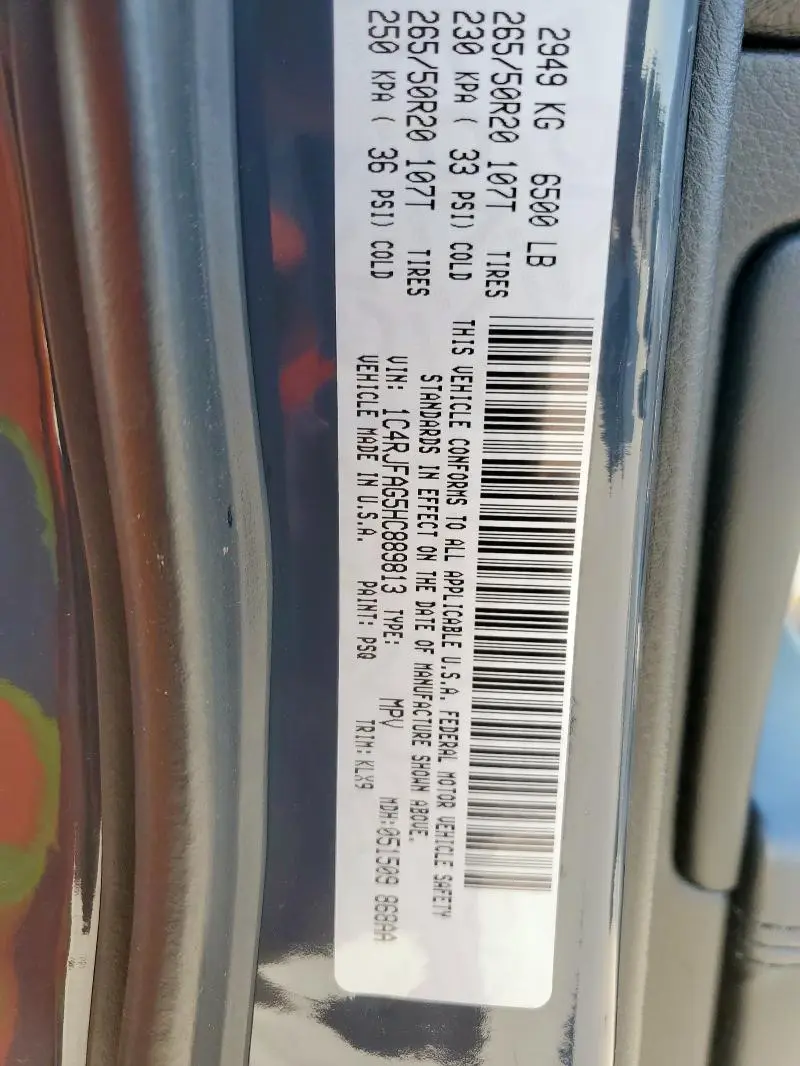 2949 KG 6500 LB
265/50R20 107T TIRES
230 KPA ( 33 PSI) COLD
265/50R20 107T TIRES
250 KPA ( 36 PSI) COLD
THIS VEHICLE CONFORMS TO ALL APPLICABLE U.S.A. FEDERAL MOTOR VEHICLE SAFETY
STANDARDS IN EFFECT ON THE DATE OF MANUFACTURE SHOWN ABOVE.
VIN: 1C4RJFAG5HC889813 TYPE: MPV MDH:051509 868AA
VEHICLE MADE IN U.S.A. PAINT: PSQ TRIM: KLX9